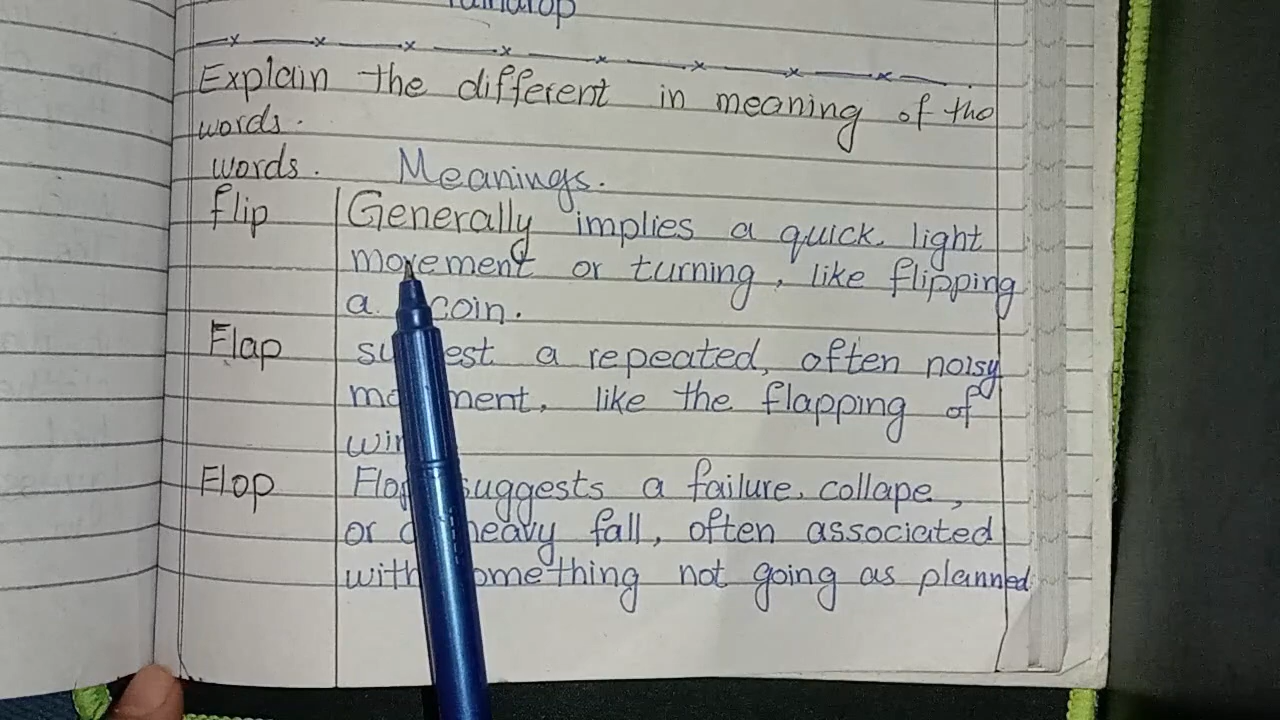 raindrop
Explain the different in meaning of the
words.
words. Meanings.
flip Generally implies a quick, light
movement or turning, like flipping
a coin.
Flap a repeated, often noisy
like the flapping of
Flop suggests a failure, collape,
or heavy fall, often associated
with something not going as planned